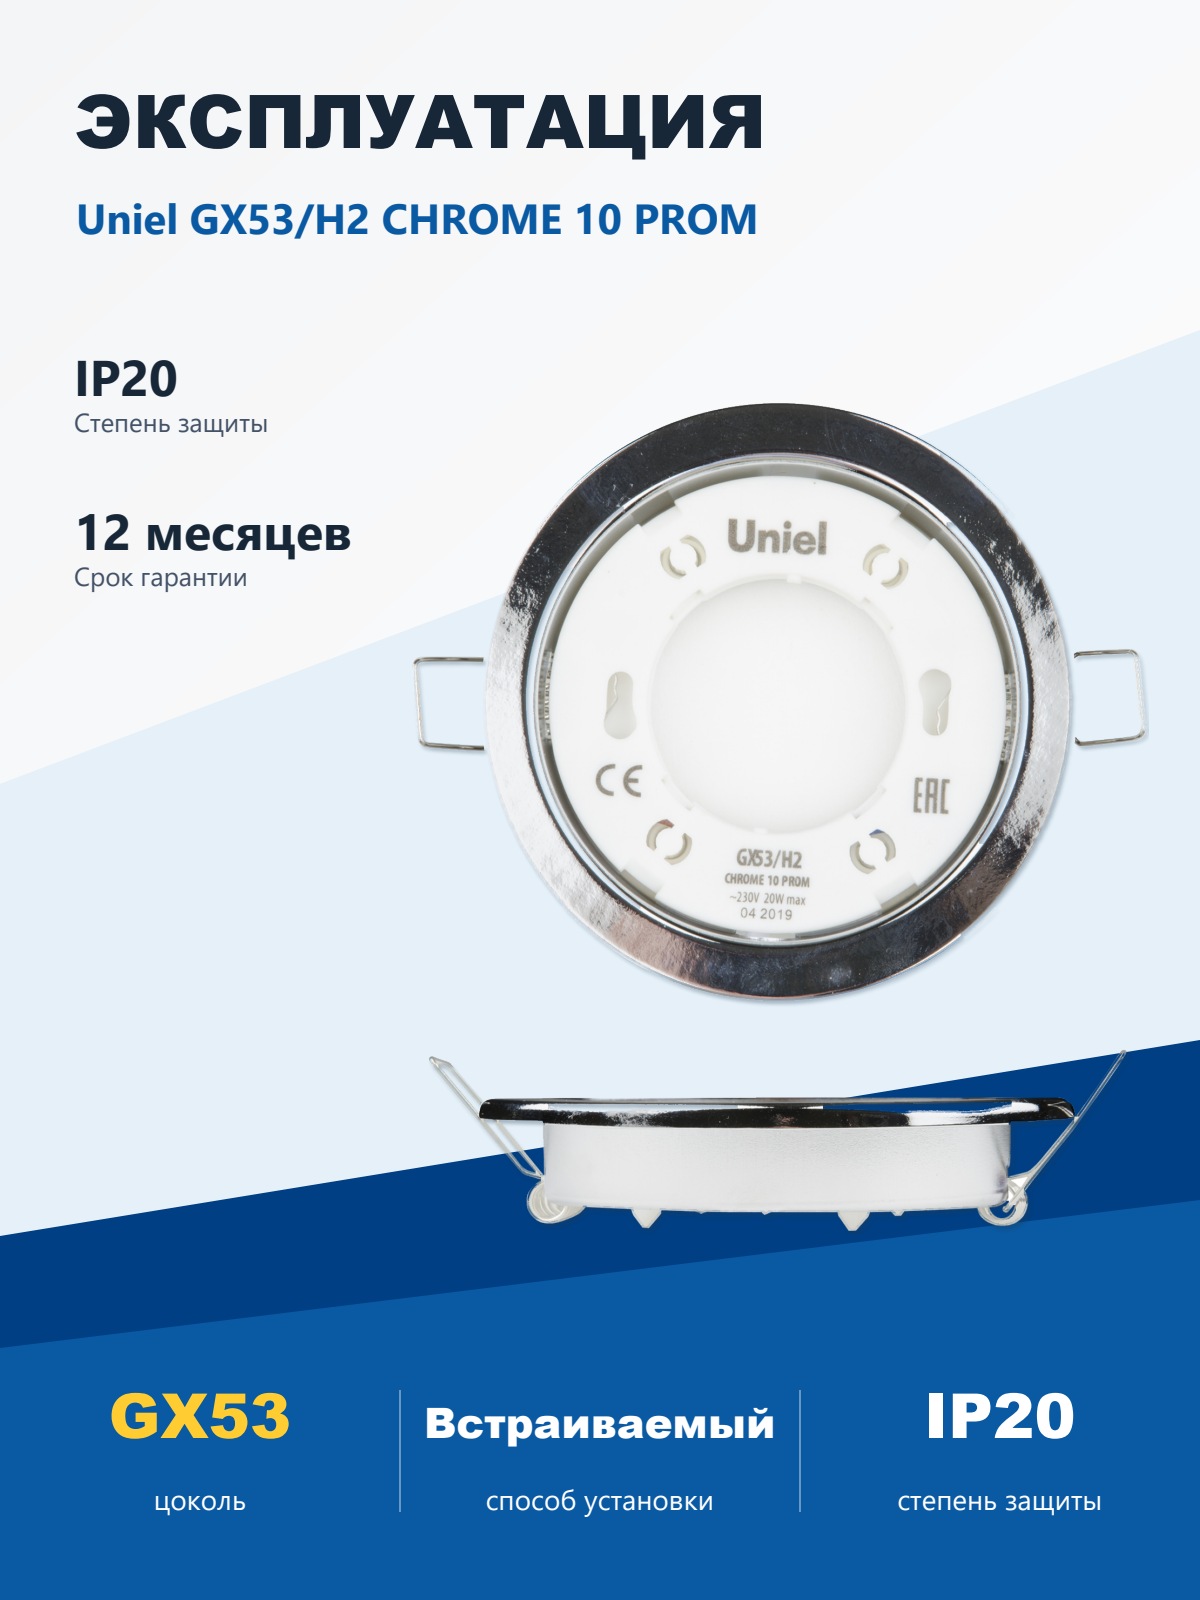 ЭКСПЛУАТАЦИЯ
Uniel GX53/H2 CHROME 10 PROM
IP20
Степень защиты
12 месяцев
Срок гарантии
Uniel
CE
EAC
GX53/H2
CHROME 10 PROM
~230V 20W max
04 2019
GX53
цоколь
Встраиваемый
способ установки
IP20
степень защиты